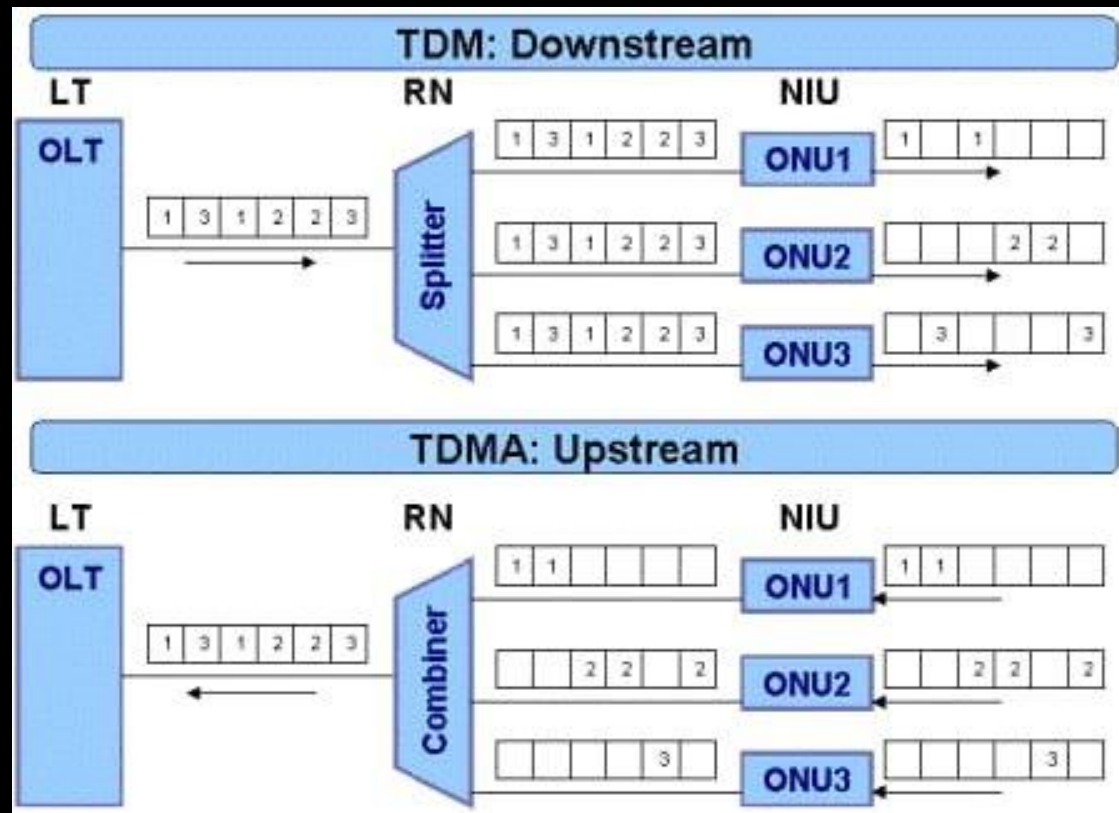 TDM: Downstream
LT RN NIU
OLT
1 3 1 2 2 3
Splitter
1 3 1 2 2 3
ONU1
1 1
1 3 1 2 2 3
ONU2
2 2
1 3 1 2 2 3
ONU3
3 3
TDMA: Upstream
LT RN NIU
OLT
1 3 1 2 2 3
Combiner
1 1
ONU1
1 1
2 2 2
ONU2
2 2 2
3
ONU3
3